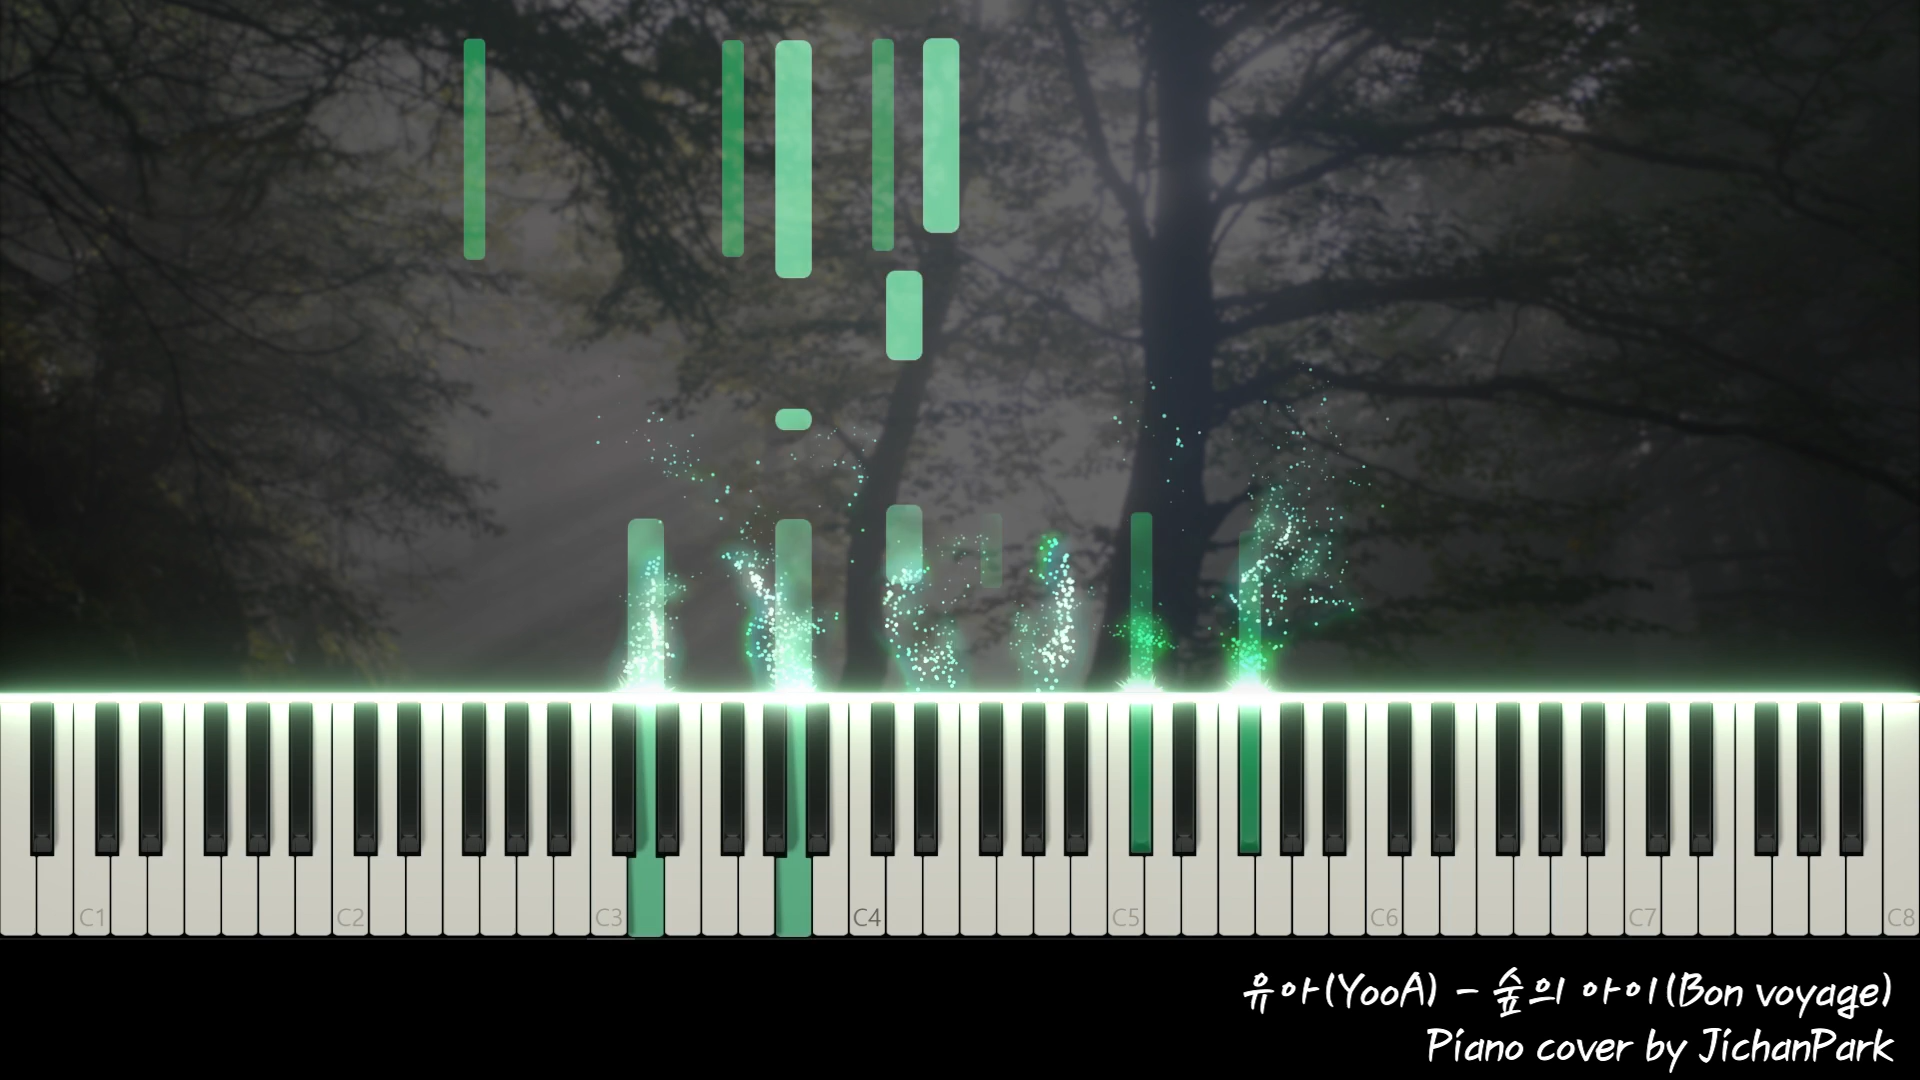 C1 C2 C3 C4 C5 C6 C7 C8
유아(YooA) - 숲의 아이(Bon voyage)
Piano cover by JichanPark